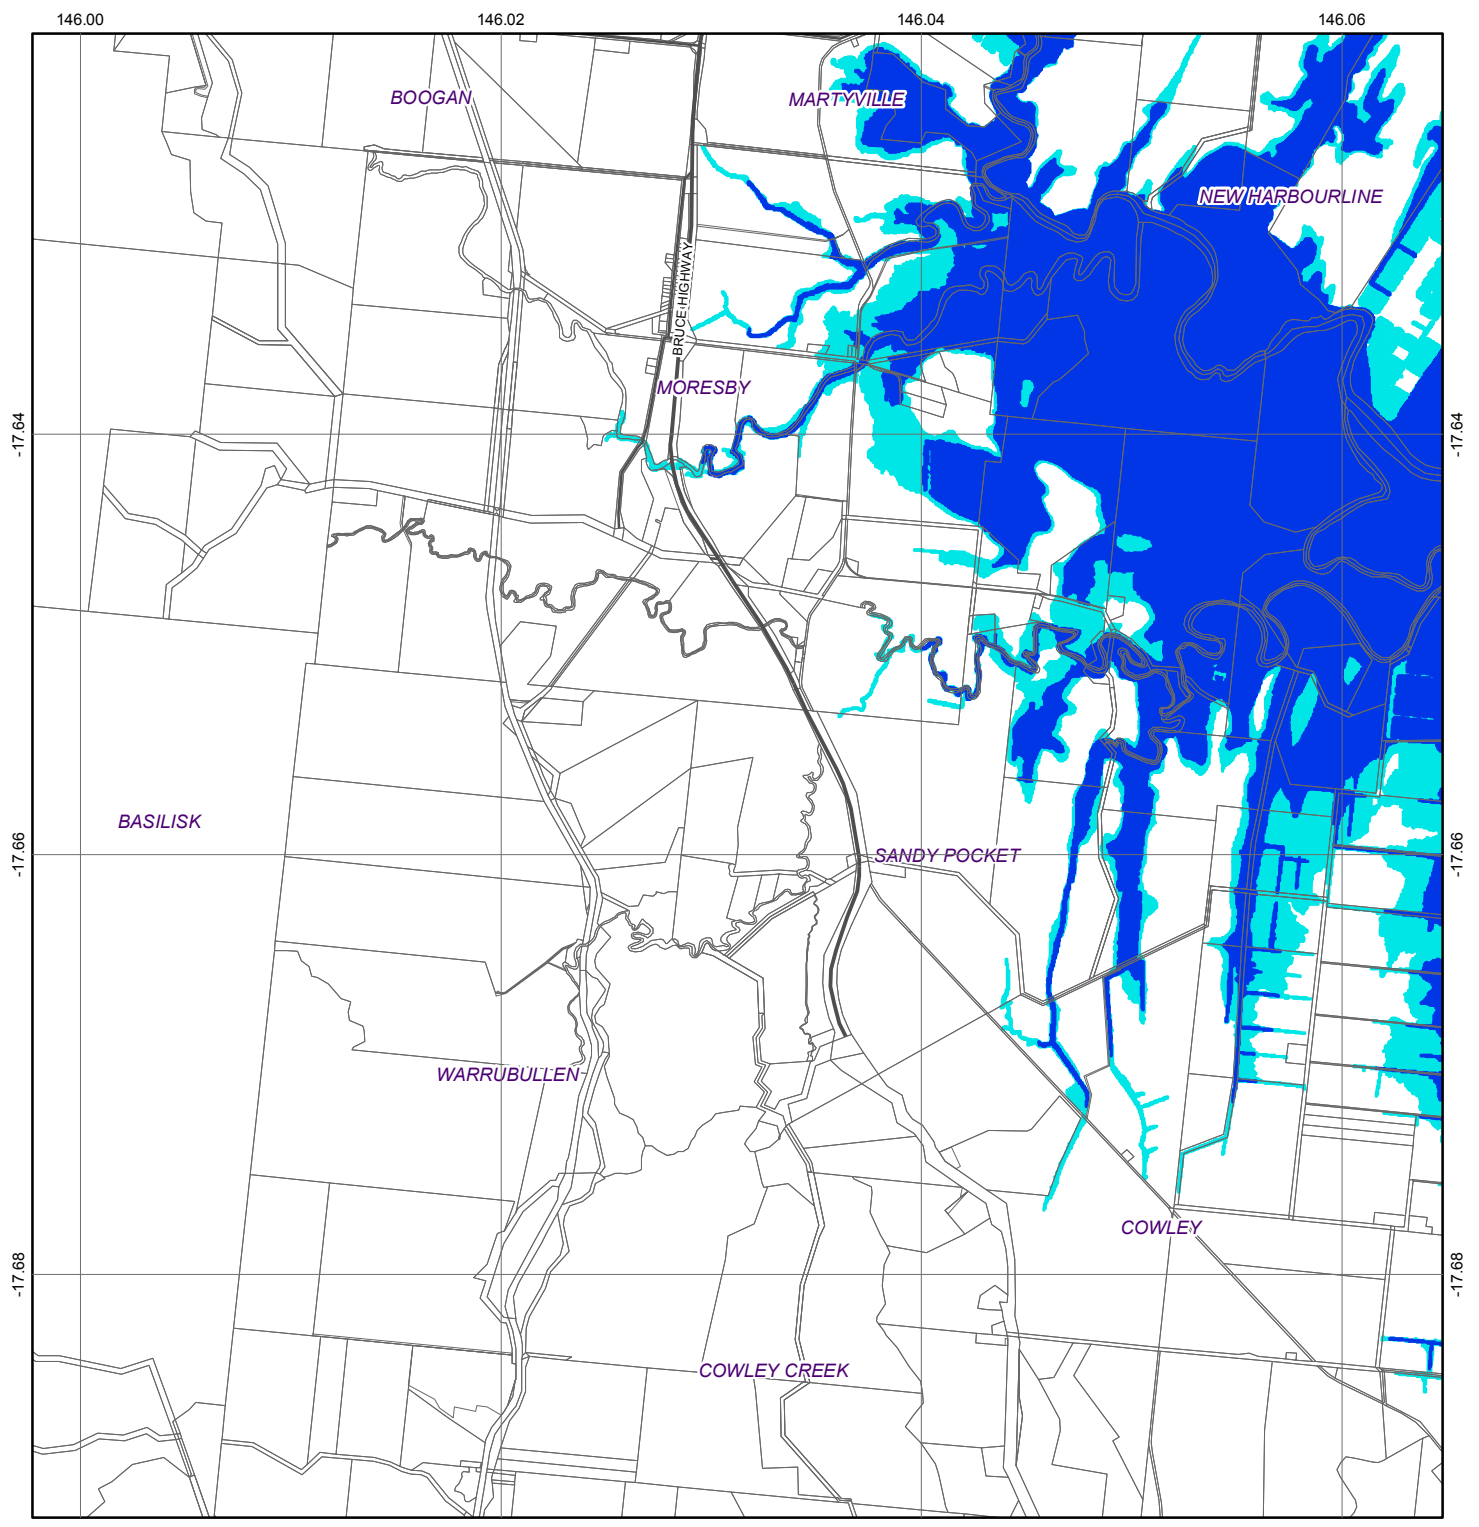 146.00 146.02 146.04 146.06
BOOGAN
MARTYVILLE
NEW HARBOURLINE
BRUCE HIGHWAY
MORESBY
-17.64 -17.64
BASILISK
SANDY POCKET
-17.66 -17.66
WARRUBULLEN
COWLEY
-17.68 -17.68
COWLEY CREEK